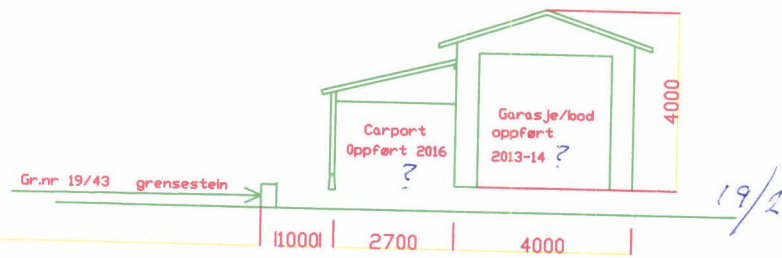 4000
Carport
Oppført 2016
?
Garasje/bod
oppført
2013-14 ?
Gr.nr 19/43 grensestein
19/2
1000 2700 4000